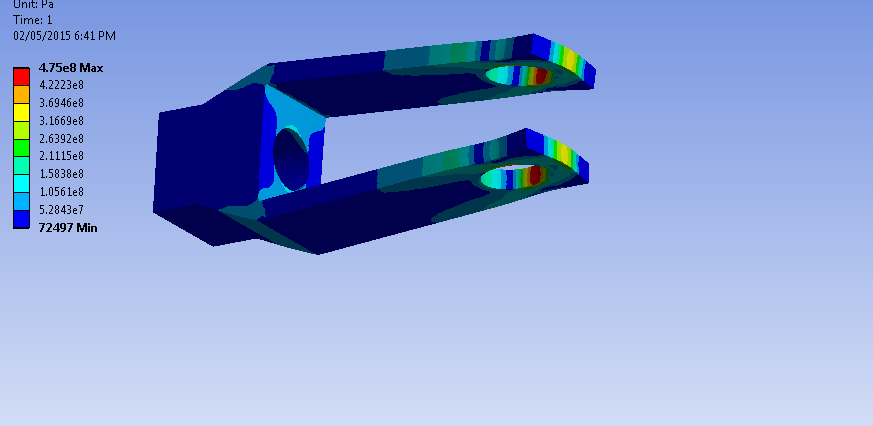 Unit: Pa
Time: 1
02/05/2015 6:41 PM
4.75e8 Max
4.2223e8
3.6946e8
3.1669e8
2.6392e8
2.1115e8
1.5838e8
1.0561e8
5.2843e7
72497 Min